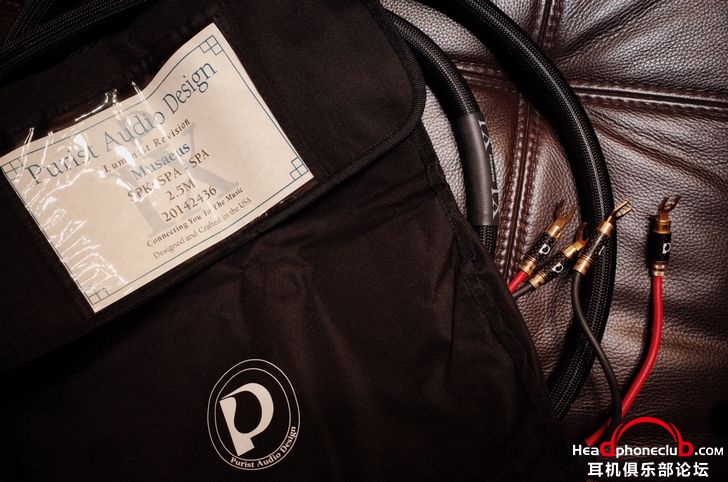 Purist Audio Design
Luminist Revision
Musaeus
SPK: SPA - SPA
2.5M
20142436
Connecting You To The Music
Designed and Crafted in the USA
Purist Audio Design
HeadphonecluD.com
耳机俱乐部论坛